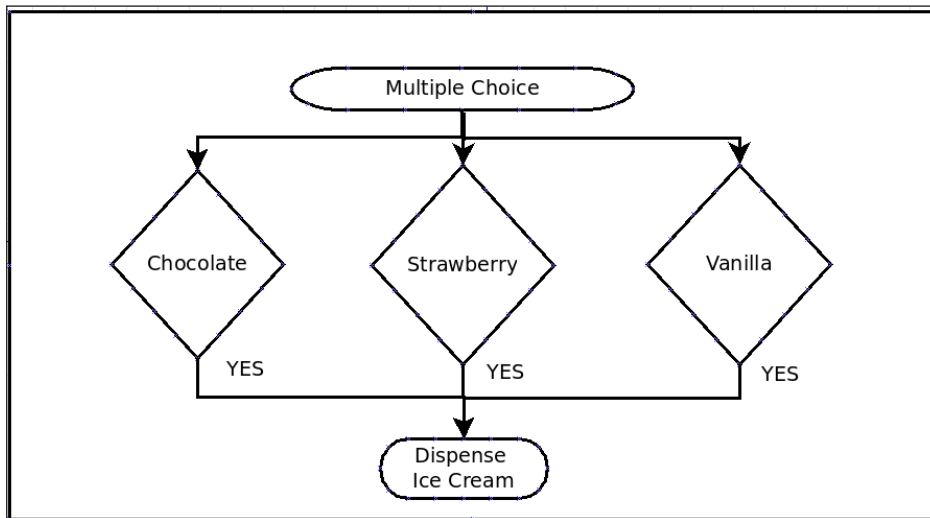 Multiple Choice
Chocolate
Strawberry
Vanilla
YES
YES
YES
Dispense
Ice Cream